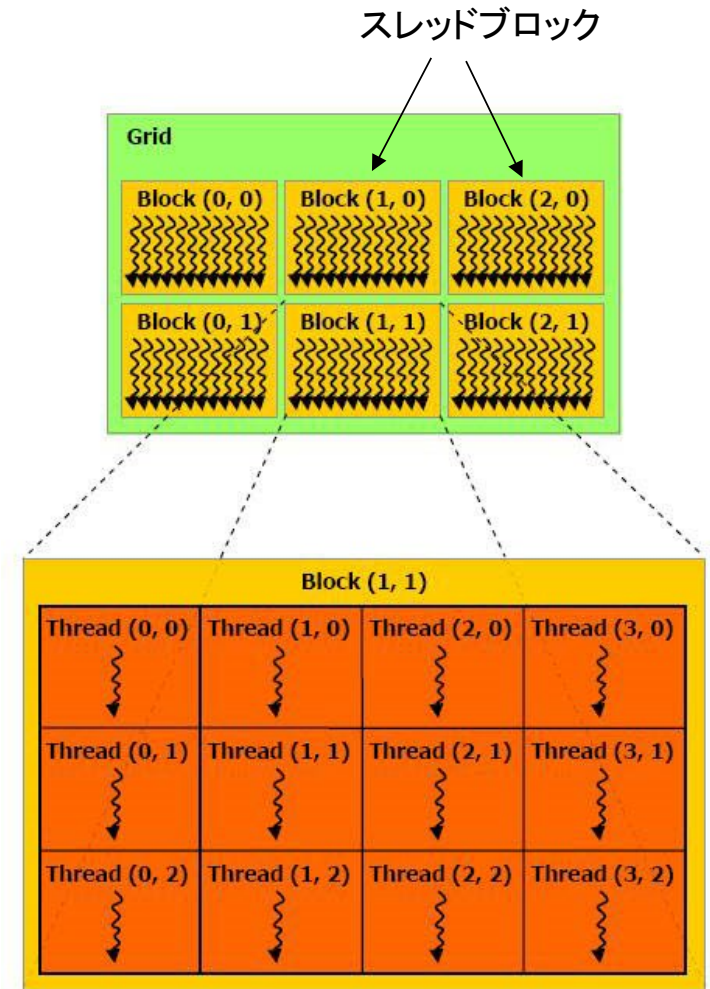 スレッドブロック
Grid
Block (0, 0) Block (1, 0) Block (2, 0)
Block (0, 1) Block (1, 1) Block (2, 1)
Block (1, 1)
Thread (0, 0) Thread (1, 0) Thread (2, 0) Thread (3, 0)
Thread (0, 1) Thread (1, 1) Thread (2, 1) Thread (3, 1)
Thread (0, 2) Thread (1, 2) Thread (2, 2) Thread (3, 2)